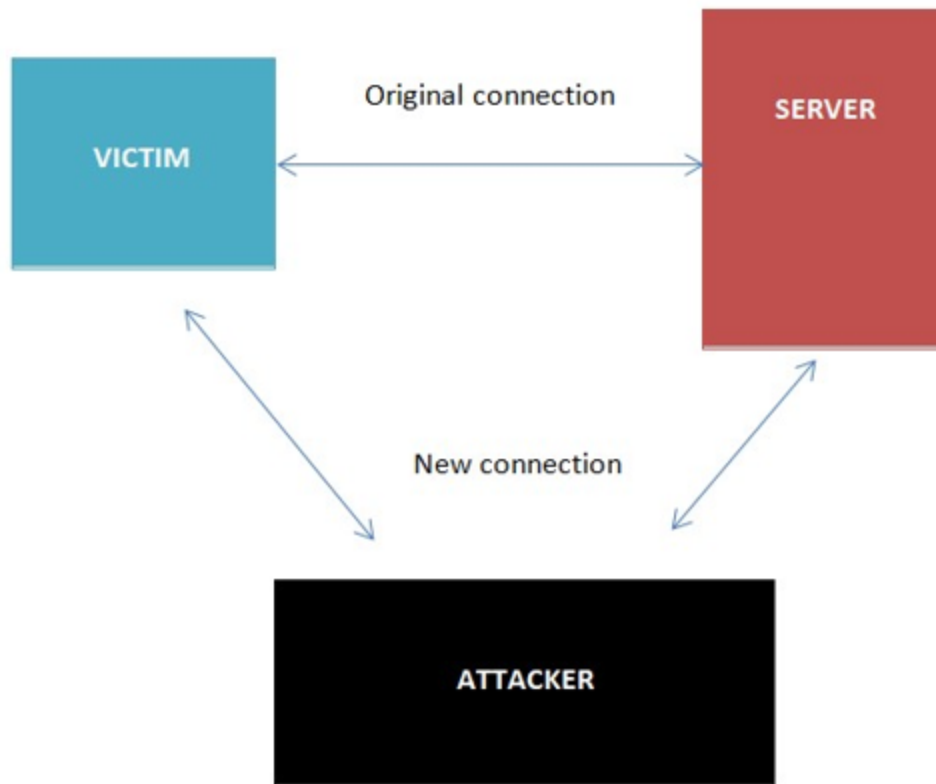 Original connection
SERVER
VICTIM
New connection
ATTACKER